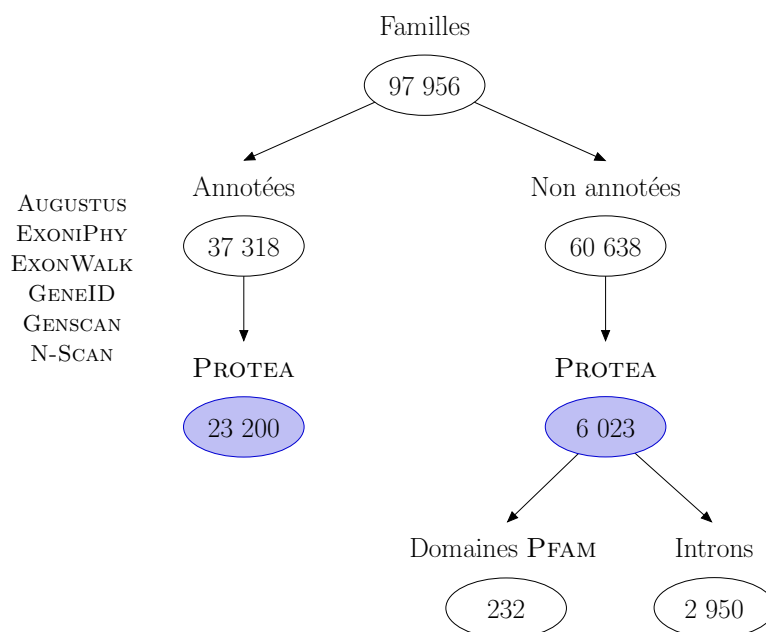 Familles
97 956
Annotées
Non annotées
AUGUSTUS
EXONIPHY
EXONWALK
GENEID
GENSCAN
N-SCAN
37 318
60 638
PROTEA
PROTEA
23 200
6 023
Domaines PFAM
Introns
232
2 950